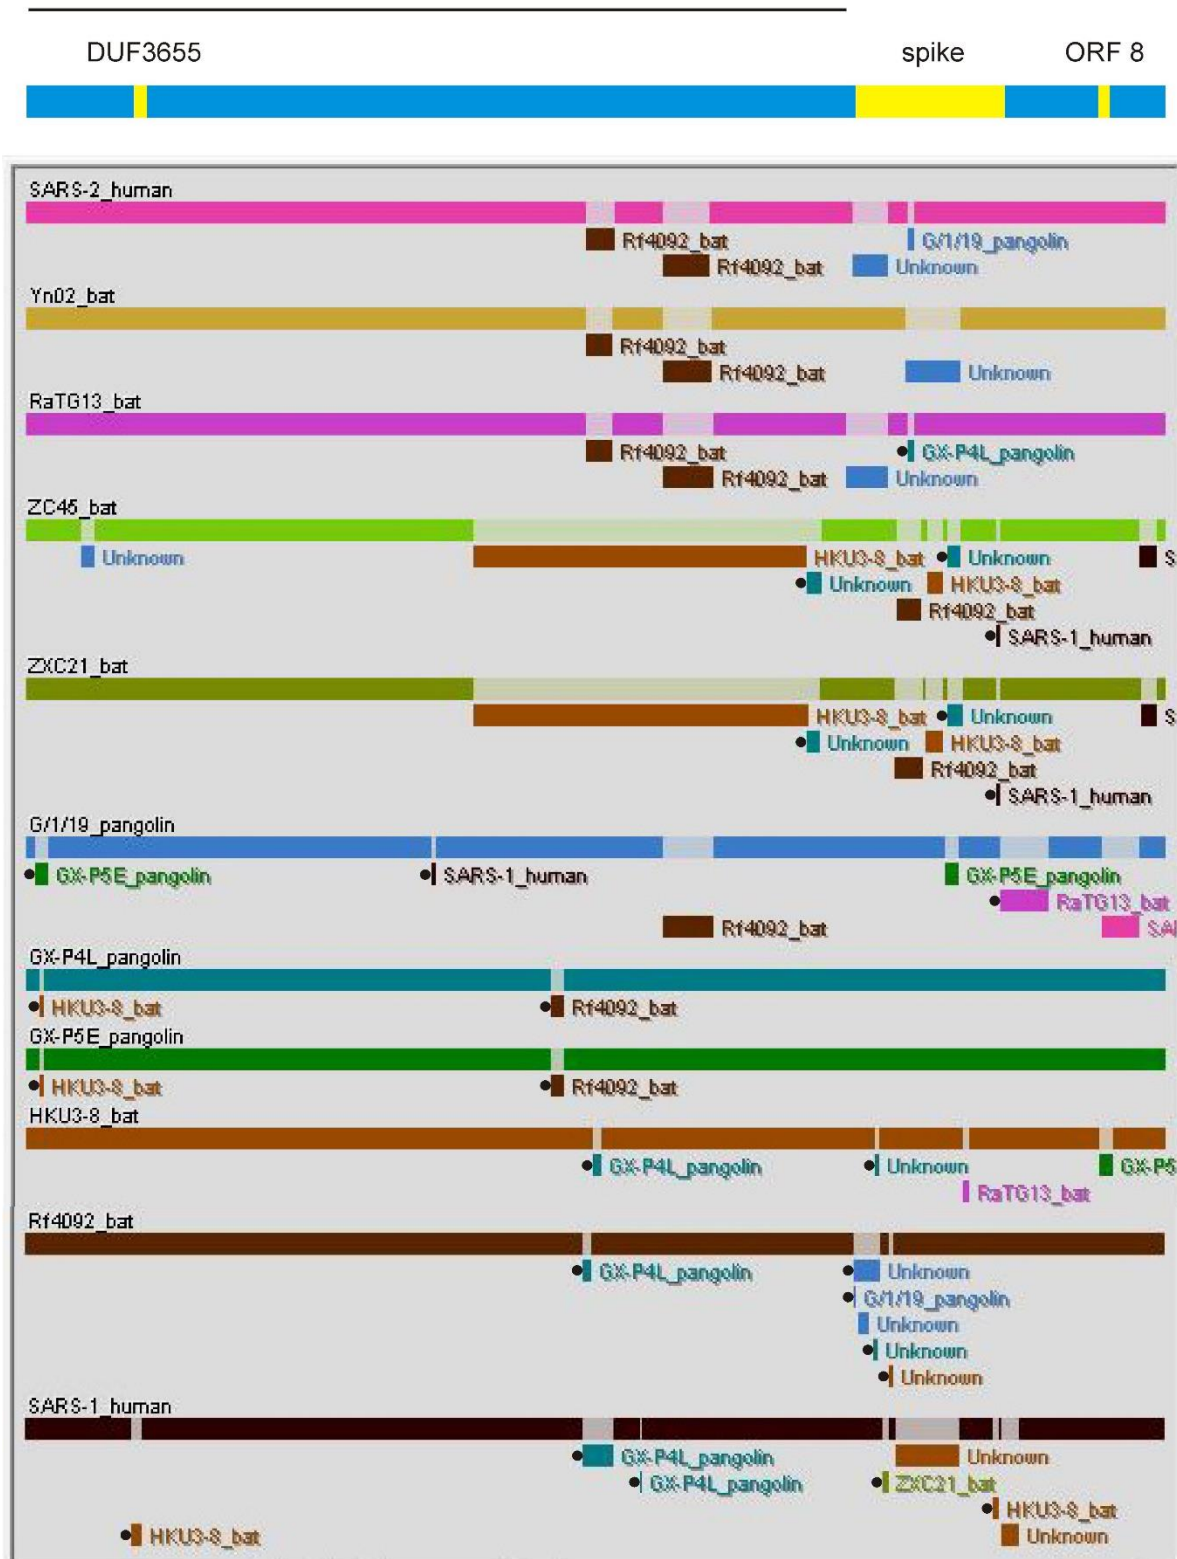 DUF3655 spike ORF 8
SARS-2_human
Rf4092_bat G/1/19_pangolin
Rf4092_bat Unknown
Yn02_bat
Rf4092_bat
Rf4092_bat Unknown
RaTG13_bat
Rf4092_bat GX-P4L_pangolin
Rf4092_bat Unknown
ZC45_bat
Unknown HKU3-8_bat Unknown S
Unknown HKU3-8_bat
Rf4092_bat
SARS-1_human
ZXC21_bat
HKU3-8_bat Unknown S
Unknown HKU3-8_bat
Rf4092_bat
SARS-1_human
G/1/19_pangolin
GX-P5E_pangolin SARS-1_human GX-P5E_pangolin
RaTG13_bat
Rf4092_bat SAI
GX-P4L_pangolin
HKU3-8_bat Rf4092_bat
GX-P5E_pangolin
HKU3-8_bat Rf4092_bat
HKU3-8_bat
GX-P4L_pangolin Unknown GX-P5
RaTG13_bat
Rf4092_bat
GX-P4L_pangolin Unknown
G/1/19_pangolin
Unknown
Unknown
Unknown
SARS-1_human
GX-P4L_pangolin Unknown
GX-P4L_pangolin ZXC21_bat
HKU3-8_bat
HKU3-8_bat Unknown